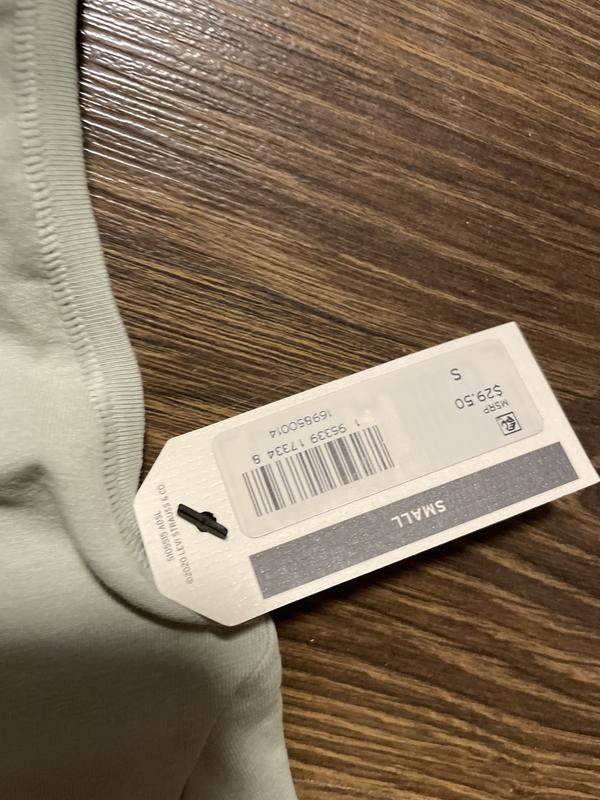 MSRP
$29.50
S
1 95339 17334 8
169850014
SMALL
©2020 LEVI STRAUSS & CO.